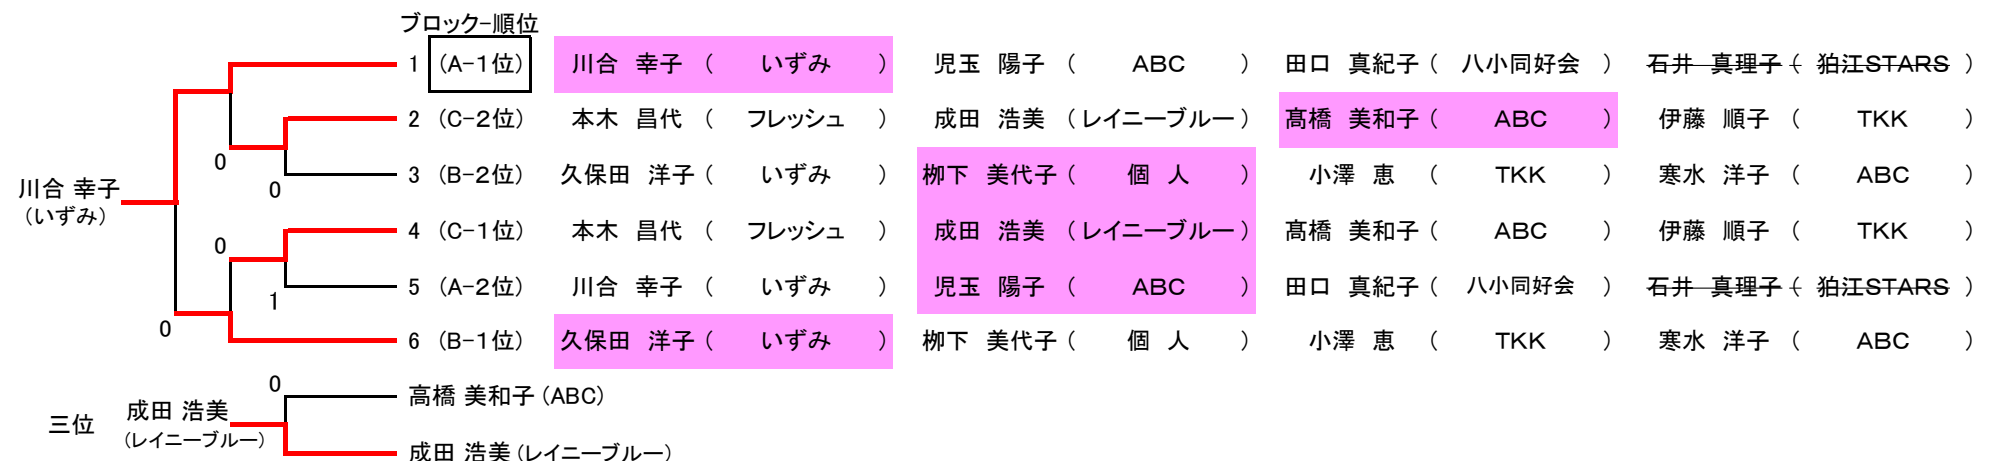 ブロック-順位
1 (A-1位) 川合 幸子 ( いずみ ) 児玉 陽子 ( ABC ) 田口 真紀子 ( 八小同好会 ) 石井 真理子 ( 狛江STARS )
2 (C-2位) 本木 昌代 ( フレッシュ ) 成田 浩美 (レイニーブルー) 髙橋 美和子 ( ABC ) 伊藤 順子 ( TKK )
0
3 (B-2位) 久保田 洋子 ( いずみ ) 栁下 美代子 ( 個 人 ) 小澤 恵 ( TKK ) 寒水 洋子 ( ABC )
0
川合 幸子
(いずみ)
4 (C-1位) 本木 昌代 ( フレッシュ ) 成田 浩美 (レイニーブルー) 髙橋 美和子 ( ABC ) 伊藤 順子 ( TKK )
0
5 (A-2位) 川合 幸子 ( いずみ ) 児玉 陽子 ( ABC ) 田口 真紀子 ( 八小同好会 ) 石井 真理子 ( 狛江STARS )
1
0
6 (B-1位) 久保田 洋子 ( いずみ ) 栁下 美代子 ( 個 人 ) 小澤 恵 ( TKK ) 寒水 洋子 ( ABC )
0
高橋 美和子 (ABC)
三位 成田 浩美
(レイニーブルー)
成田 浩美 (レイニーブルー)